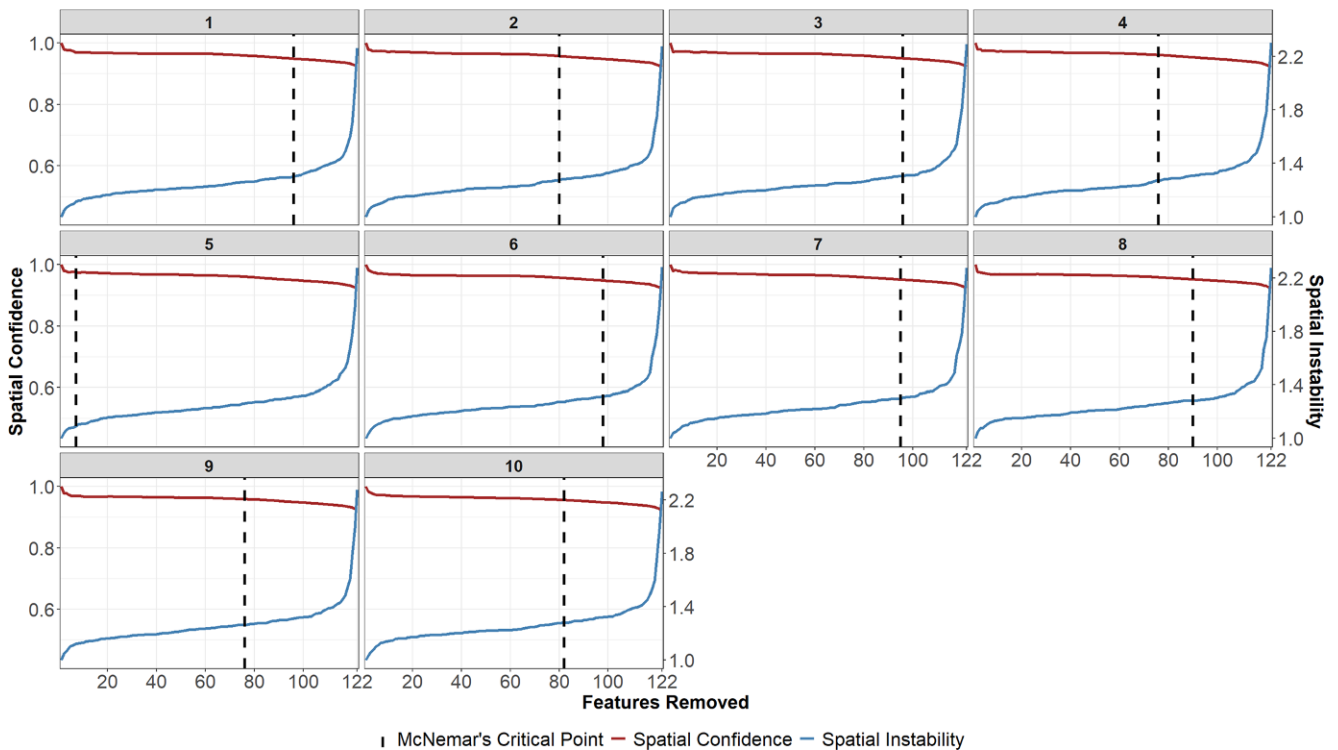 1 2 3 4
1.0
0.8
0.6
2.2
1.8
1.4
1.0
5 6 7 8
Spatial Confidence
1.0
0.8
0.6
2.2
1.8
1.4
1.0
Spatial Instability
20 40 60 80 100 122
20 40 60 80 100 122
9 10
1.0
0.8
0.6
2.2
1.8
1.4
1.0
20 40 60 80 100 122
20 40 60 80 100 122
Features Removed
McNemar's Critical Point Spatial Confidence Spatial Instability